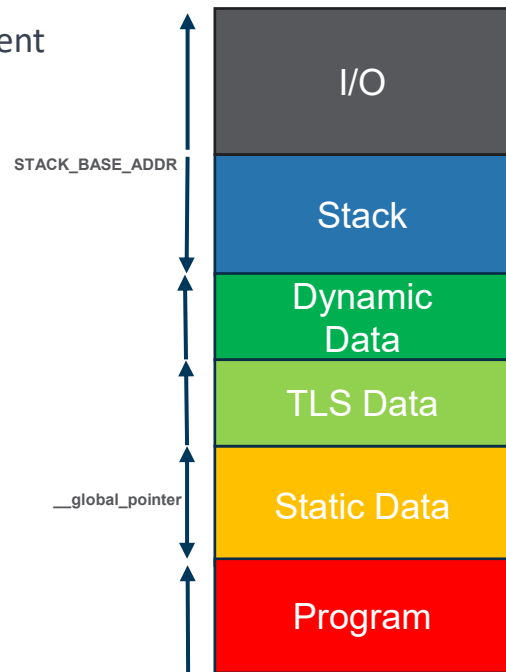 ent
I/O
STACK_BASE_ADDR
Stack
Dynamic
Data
TLS Data
__global_pointer
Static Data
Program